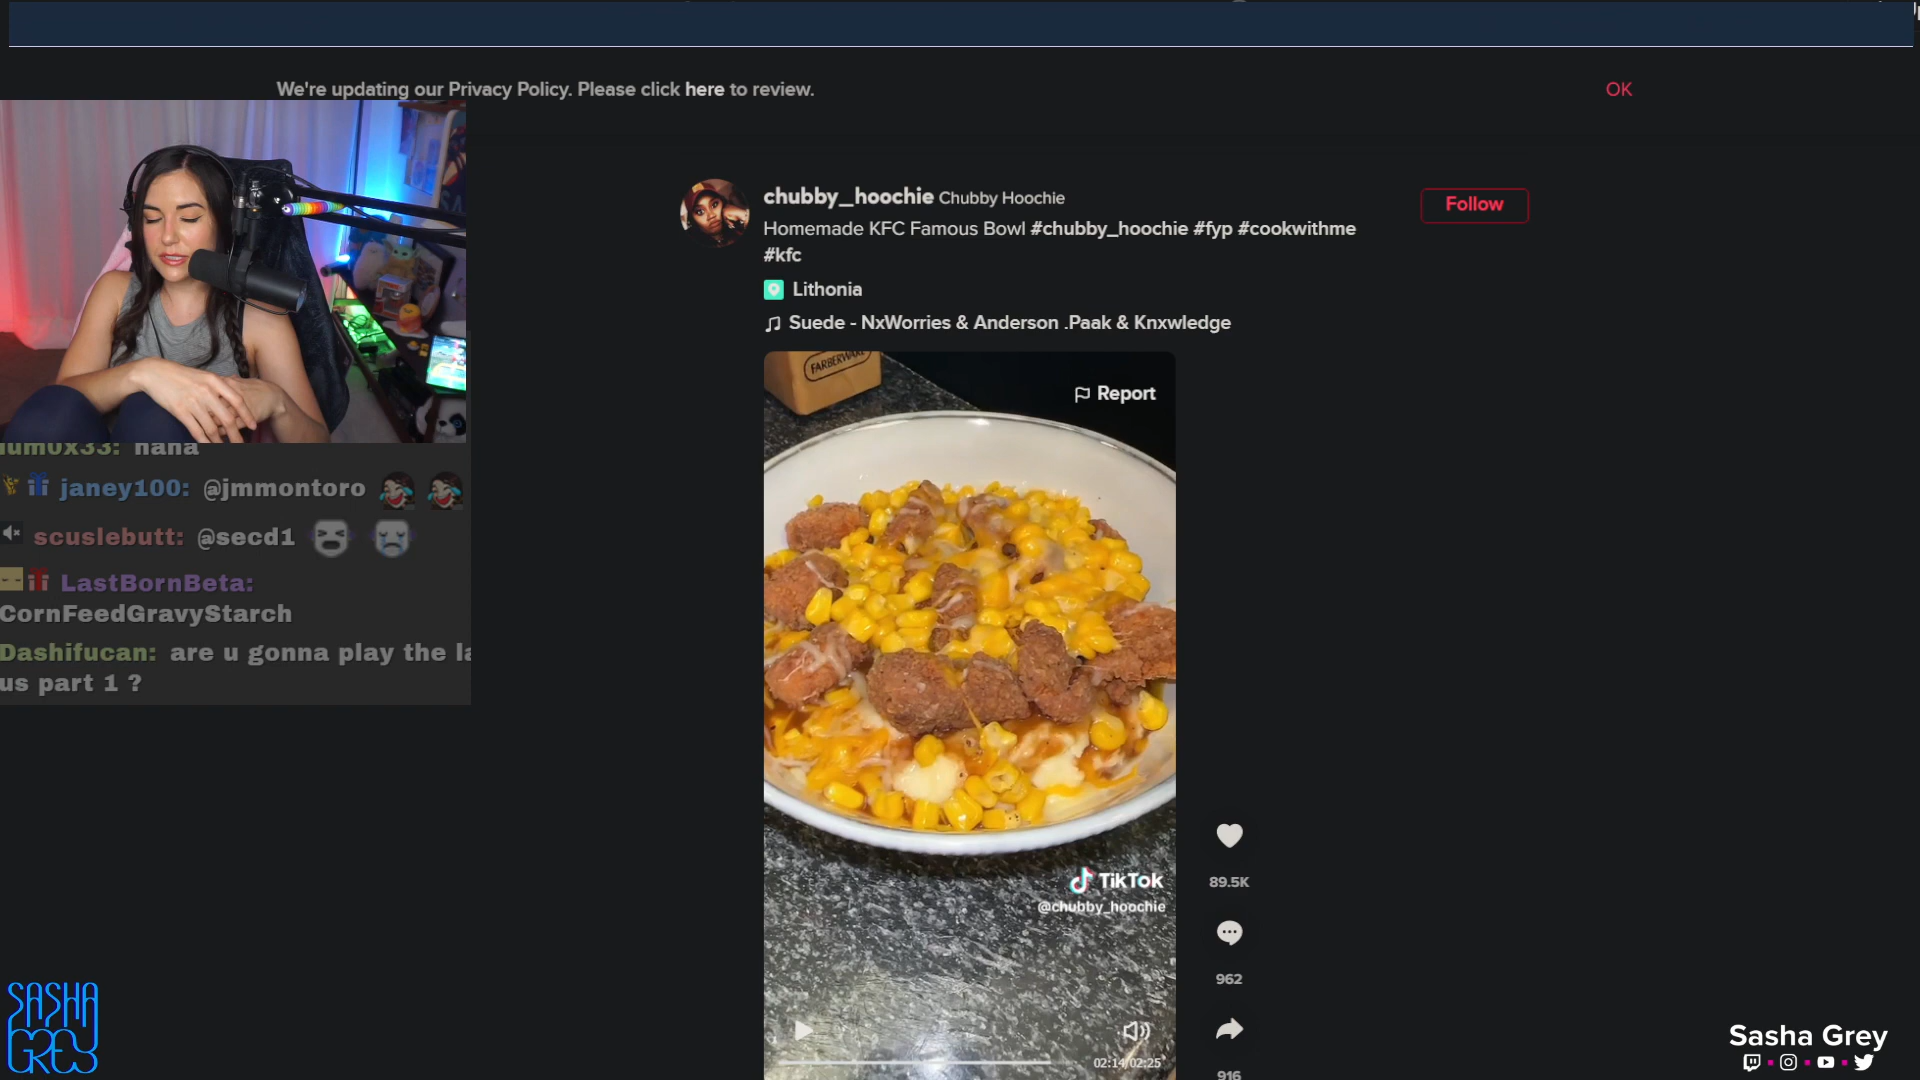 We're updating our Privacy Policy. Please click here to review.
OK
chubby_hoochie Chubby Hoochie
Follow
Homemade KFC Famous Bowl #chubby_hoochie #fyp #cookwithme
#kfc
Lithonia
Suede - NxWorries & Anderson .Paak & Knxwledge
FARBERWARE
Report
haha
janey100: @jmmontoro
scuslebutt: @secd1
LastBornBeta:
CornFeedGravyStarch
Dashifucan: are u gonna play the la
us part 1 ?
TikTok
@chubby_hoochie
89.5K
962
916
02:14/02:25
SASHA
GREY
Sasha Grey